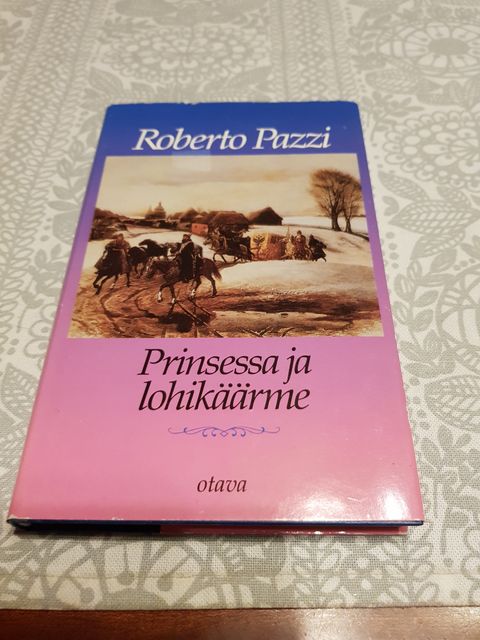 Roberto Pazzi
Prinsessa ja
lohikäärme
otava